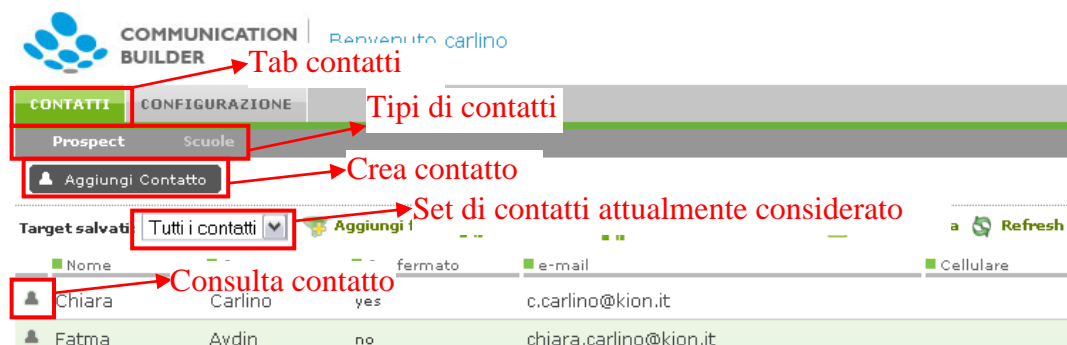 COMMUNICATION
BUILDER
Benvenuto carlino
Tab contatti
CONTATTI CONFIGURAZIONE
Tipi di contatti
Prospect Scuole
Aggiungi Contatto
Crea contatto
Target salvati: Tutti i contatti Aggiungi Set di contatti attualmente considerato a Refresh
Nome fermato e-mail Cellulare
Consulta contatto
Chiara Carlino yes c.carlino@kion.it
Fatma Aydin no chiara.carlino@kion.it